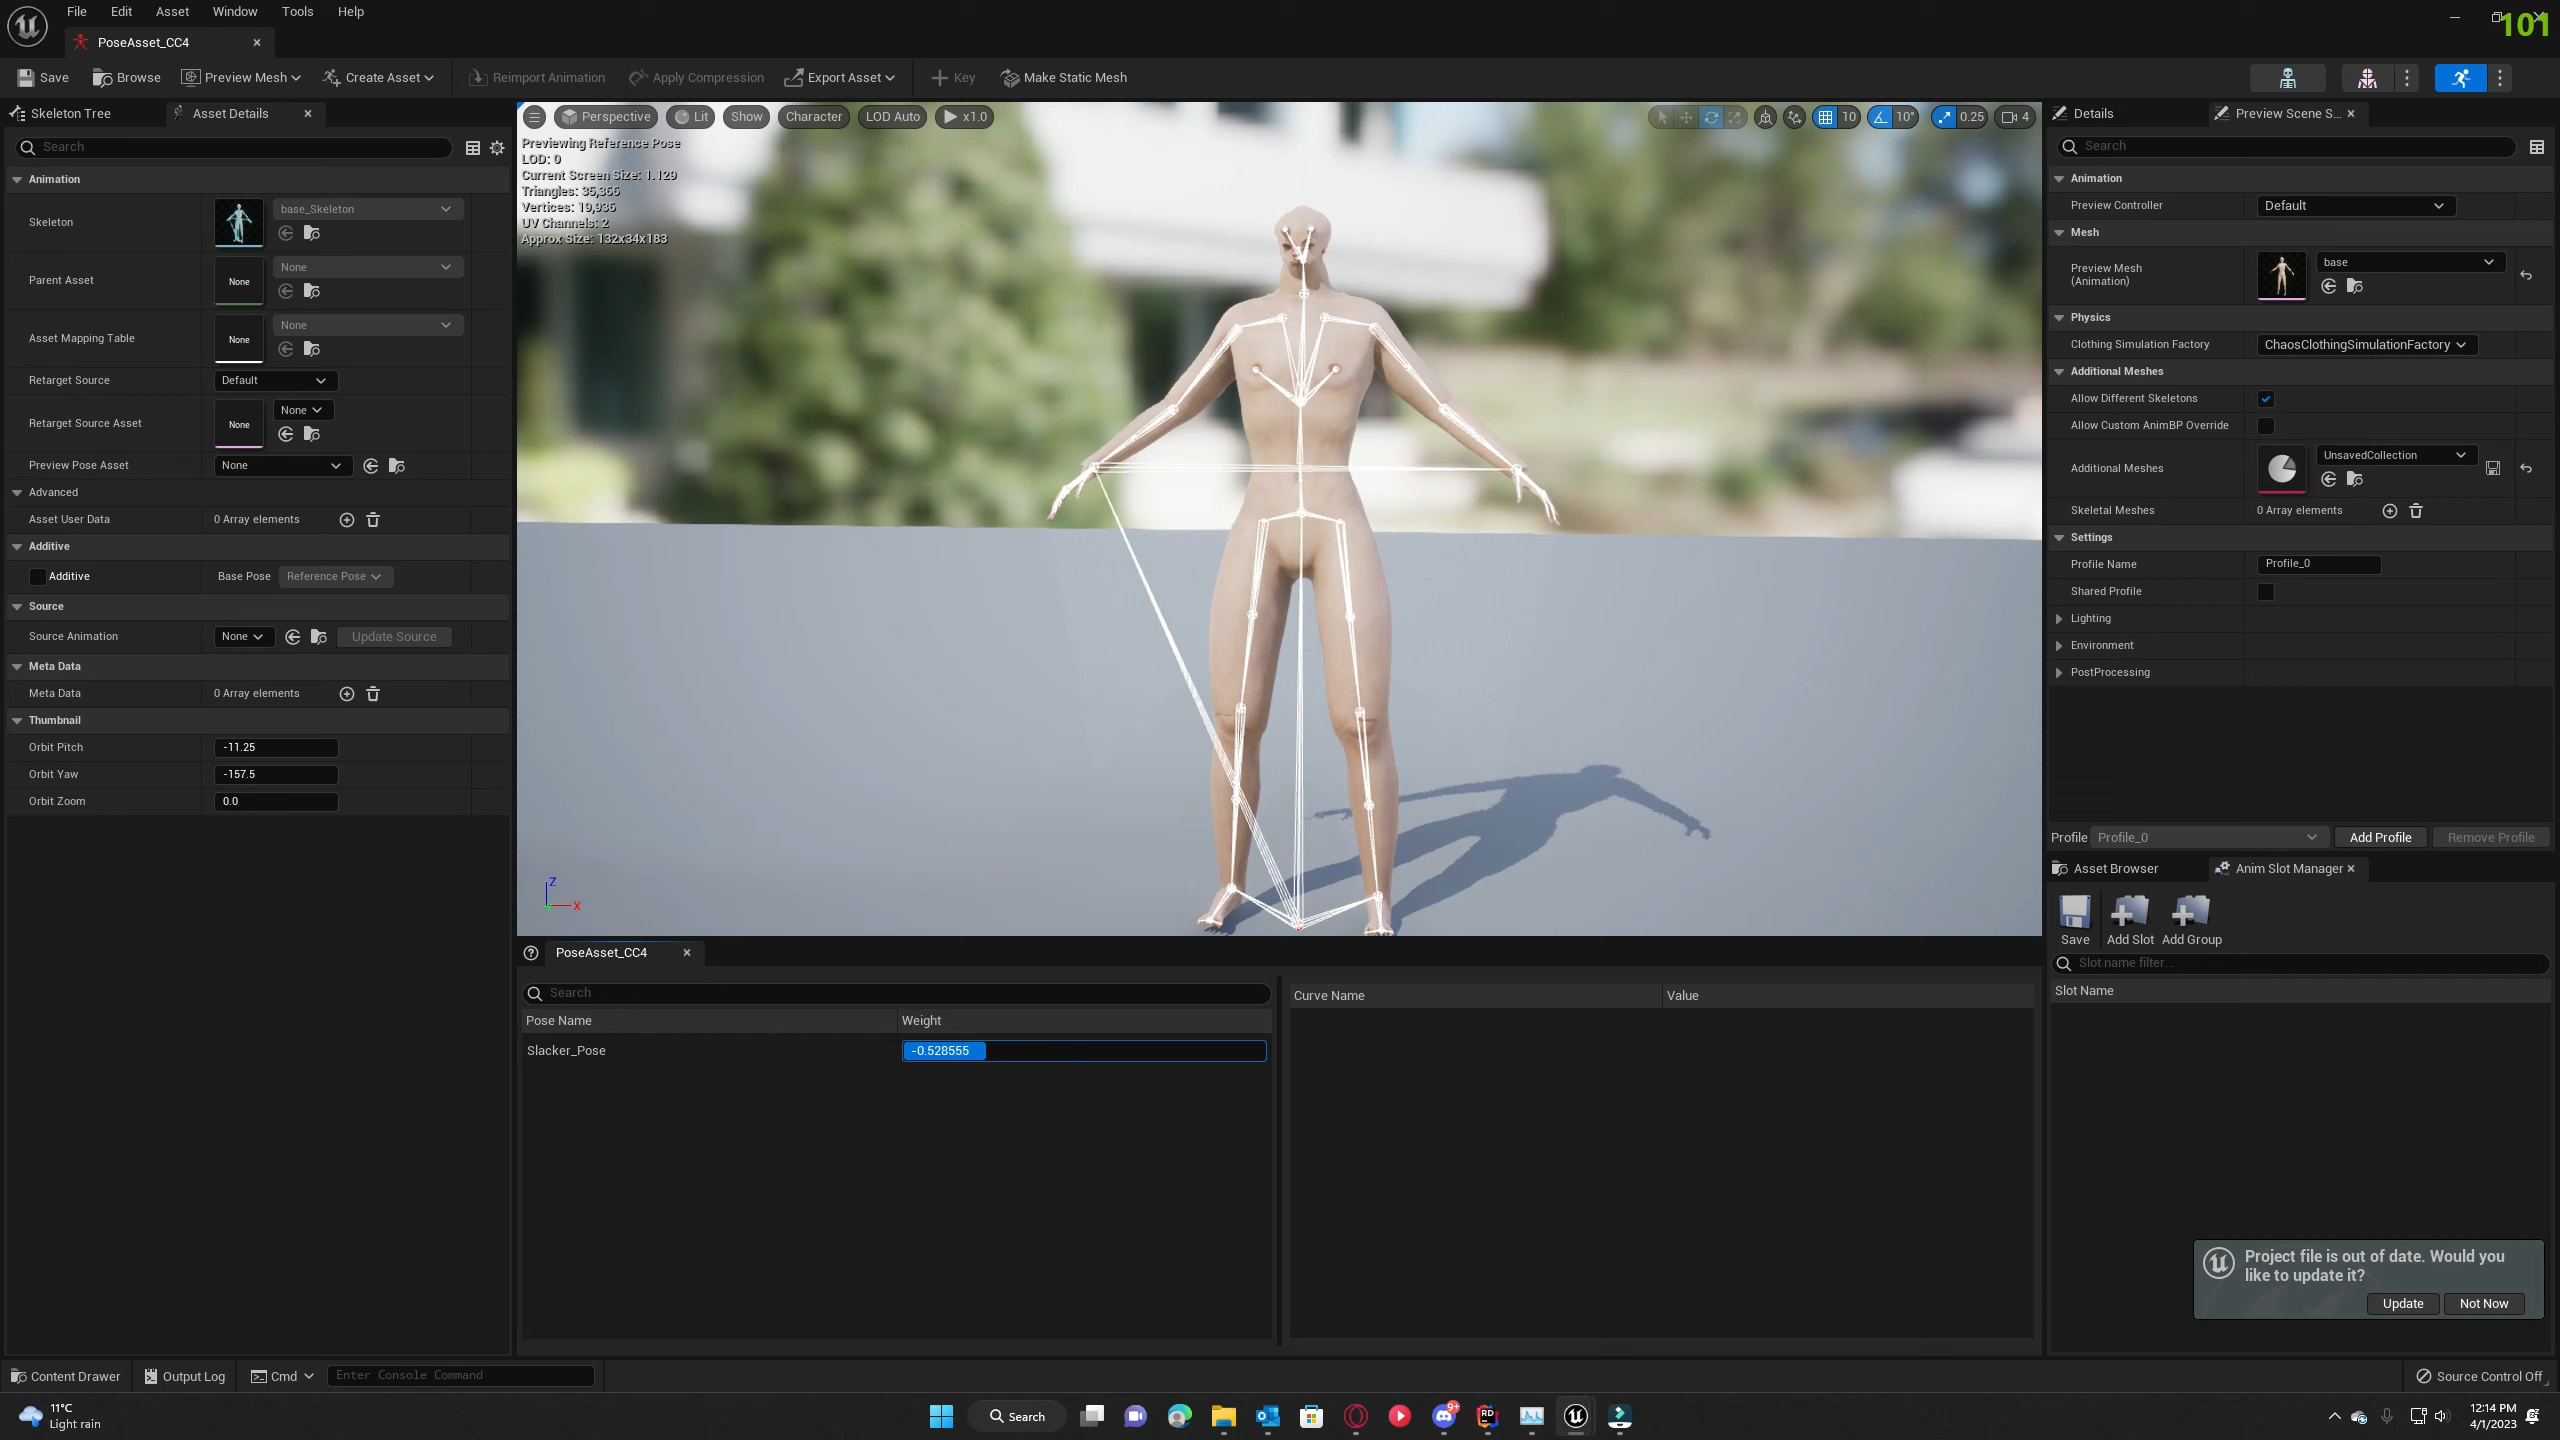 File Edit Asset Window Tools Help
101
PoseAsset_CC4
Save Browse Preview Mesh Create Asset Reimport Animation Apply Compression Export Asset Key Make Static Mesh
Skeleton Tree Asset Details
Search
Animation
Skeleton base_Skeleton
Parent Asset None None
Asset Mapping Table None None
Retarget Source Default
Retarget Source Asset None None
Preview Pose Asset None
Advanced
Asset User Data 0 Array elements
Additive
Additive Base Pose Reference Pose
Source
Source Animation None Update Source
Meta Data
Meta Data 0 Array elements
Thumbnail
Orbit Pitch -11.25
Orbit Yaw -157.5
Orbit Zoom 0.0
Perspective Lit Show Character LOD Auto x1.0 10 10° 0.25 4
Previewing Reference Pose
LOD: 0
Current Screen Size: 1.129
Triangles: 35,366
Vertices: 19,936
UV Channels: 2
Approx Size: 132x34x183
Z
X
PoseAsset_CC4
Search
Pose Name Weight
Slacker_Pose -0.528555
Curve Name Value
Details Preview Scene S...
Search
Animation
Preview Controller Default
Mesh
Preview Mesh
(Animation) base
Physics
Clothing Simulation Factory ChaosClothingSimulationFactory
Additional Meshes
Allow Different Skeletons
Allow Custom AnimBP Override
Additional Meshes UnsavedCollection
Skeletal Meshes 0 Array elements
Settings
Profile Name Profile_0
Shared Profile
Lighting
Environment
PostProcessing
Profile Profile_0 Add Profile Remove Profile
Asset Browser Anim Slot Manager
Save Add Slot Add Group
Slot name filter...
Slot Name
Project file is out of date. Would you
like to update it?
Update Not Now
Content Drawer Output Log Cmd Enter Console Command Source Control Off
11°C
Light rain
Search
9+
RD
12:14 PM
4/1/2023